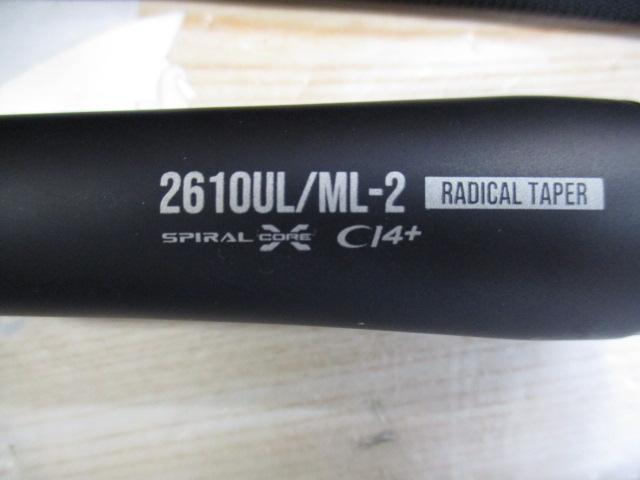 2610UL/ML-2 RADICAL TAPER
SPIRAL X CORE CI4+